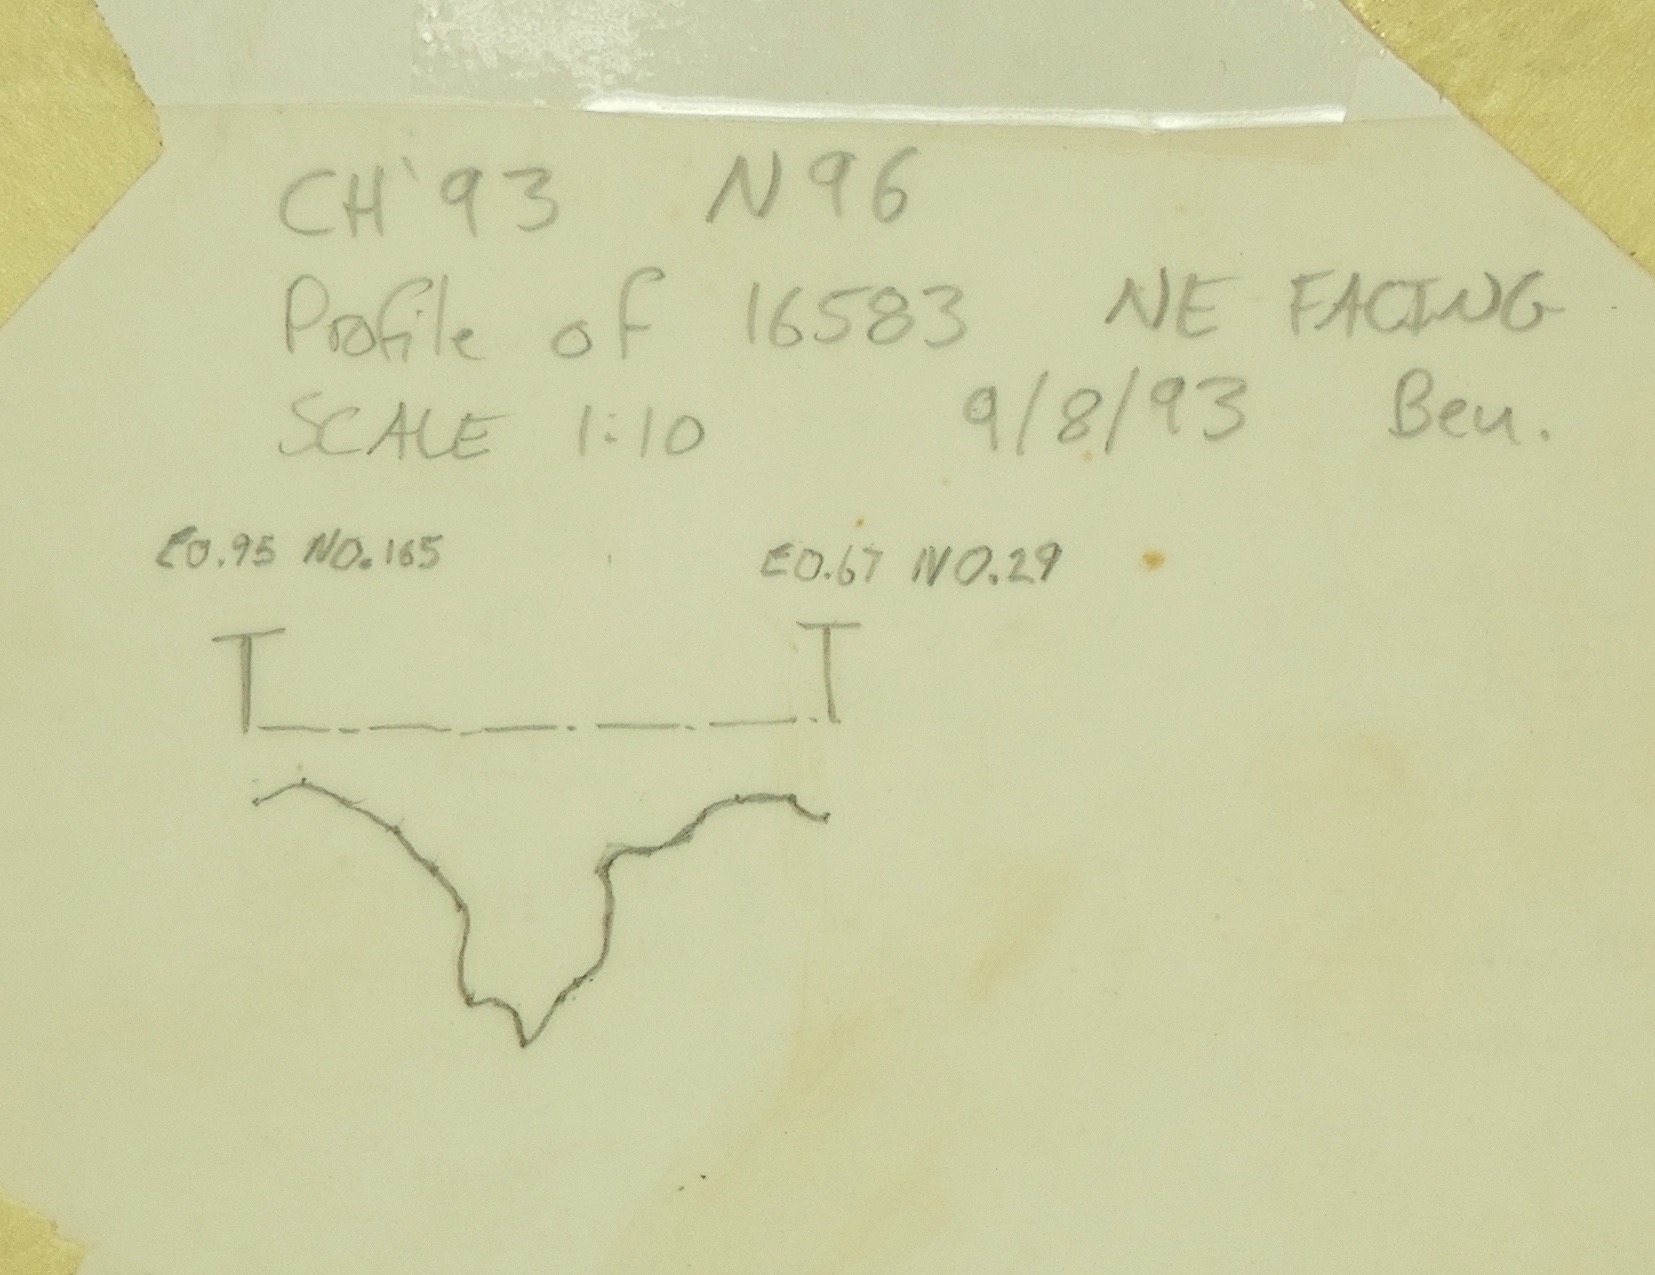 CH'93 N96
Profile of 16583 NE FACING
SCALE 1:10 9/8/93 Ben.
E0.95 N0.165 E0.67 N0.29